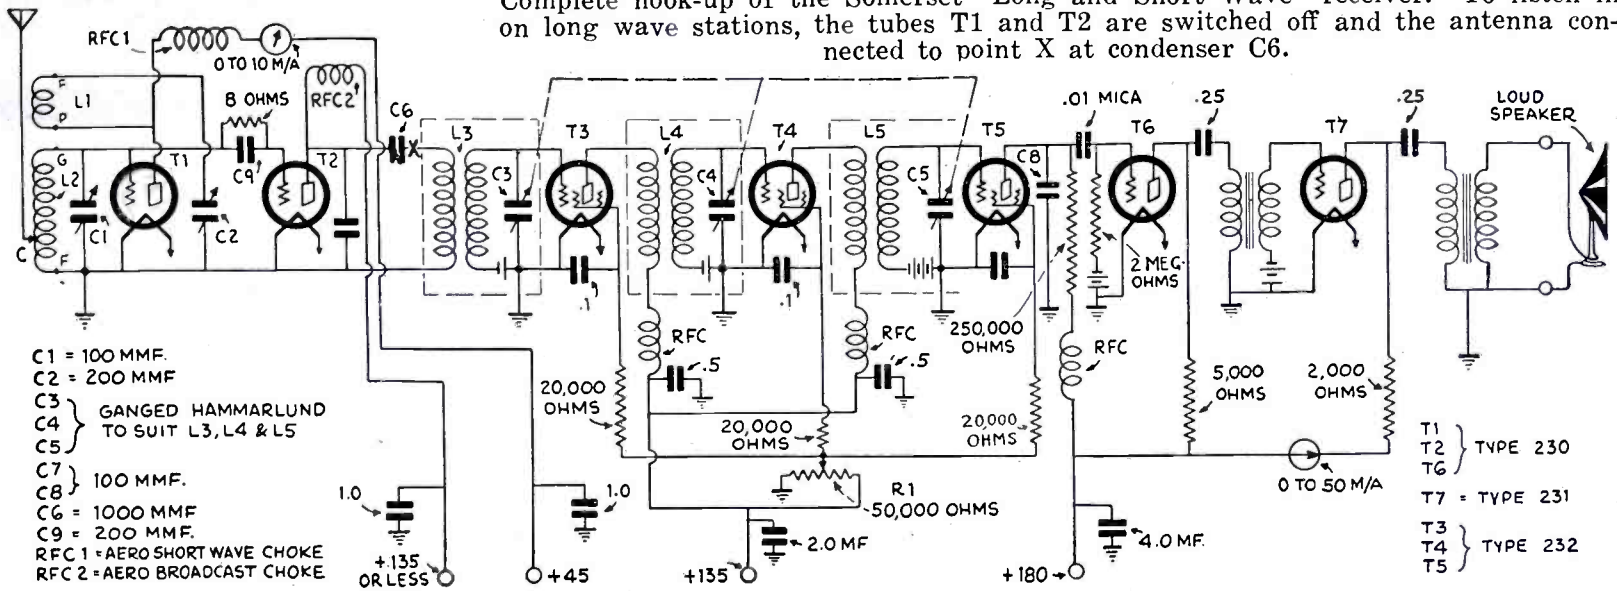 Complete hook-up of the Somerset Long and Short Wave receiver. To listen in
on long wave stations, the tubes T1 and T2 are switched off and the antenna con-
nected to point X at condenser C6.
RFC1
0 TO 10 M/A
RFC2
F
L1
P
8 OHMS
C9
G
L2
C
F
C1
T1
C2
T2
C6
X
L3
C3
T3
.1
L4
C4
T4
.1
L5
C5
T5
C8
.01 MICA
T6
.25
T7
.25
LOUD
SPEAKER
2 MEG-
OHMS
250,000
OHMS
RFC
.5
RFC
.5
RFC
20,000
OHMS
20,000
OHMS
20,000
OHMS
5,000
OHMS
2,000
OHMS
0 TO 50 M/A
R1
50,000 OHMS
1.0
1.0
2.0 MF
4.0 MF.
+135
OR LESS
+45
+135
+180
C1 = 100 MMF.
C2 = 200 MMF
C3
C4
C5
GANGED HAMMARLUND
TO SUIT L3, L4 & L5
C7
C8
100 MMF.
C6 = 1000 MMF
C9 = 200 MMF.
RFC 1 = AERO SHORT WAVE CHOKE
RFC 2 = AERO BROADCAST CHOKE
T1
T2
T6
TYPE 230
T7 = TYPE 231
T3
T4
T5
TYPE 232